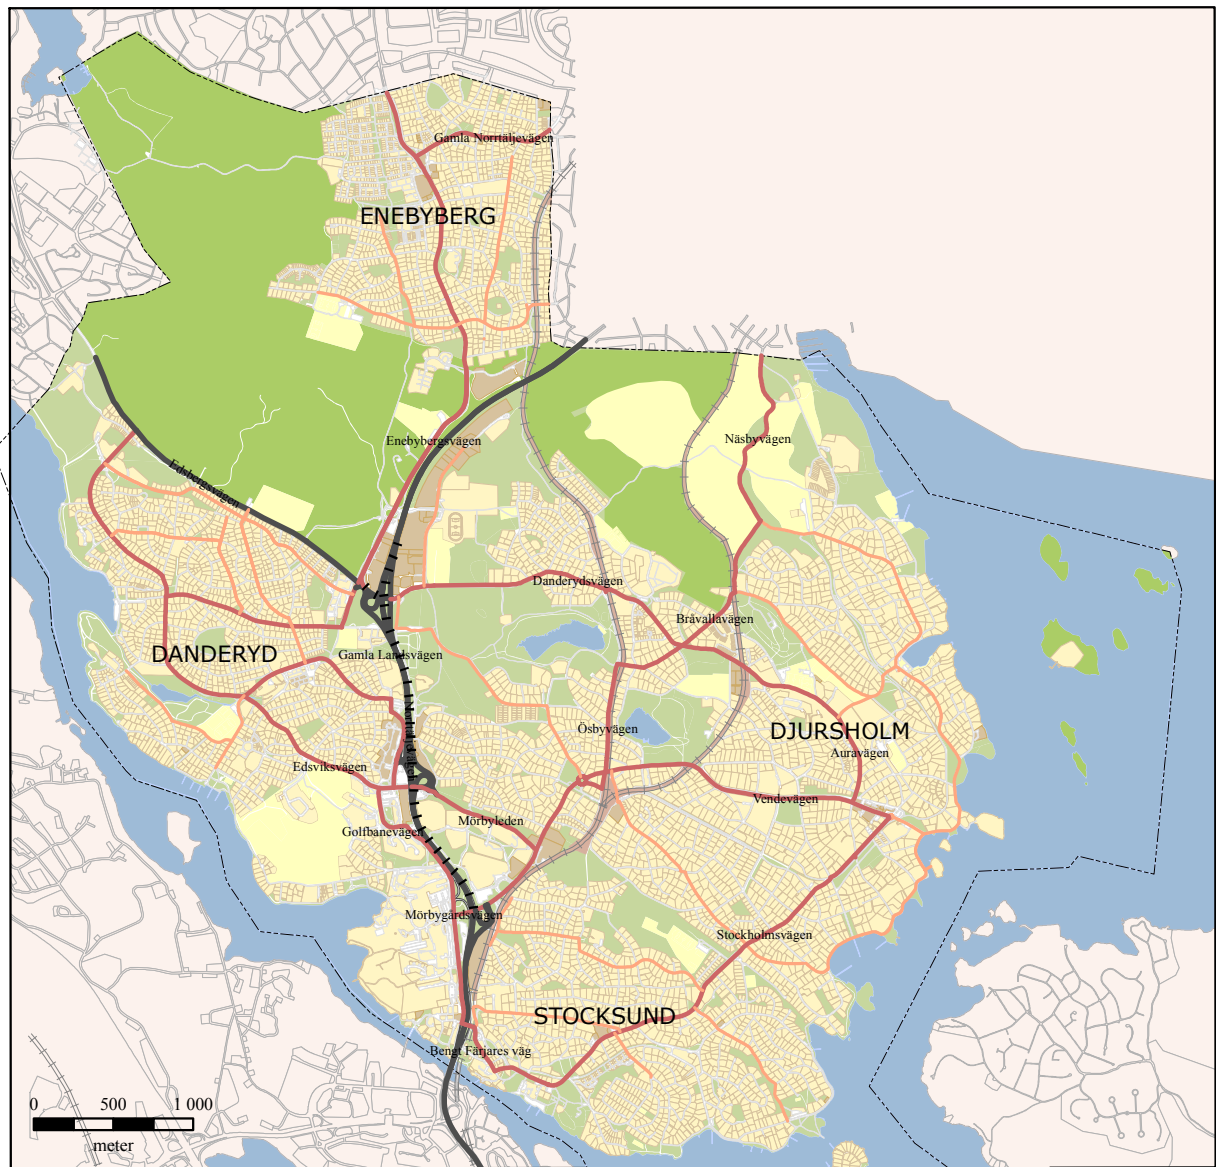 Gamla Norrtäljevägen
ENEBYBERG
Enebybergsvägen
Näsbyvägen
Edsbergsvägen
Danderydsvägen
Bråvallavägen
DANDERYD
Gamla Landsvägen
Norrtäljevägen
Ösbyvägen
DJURSHOLM
Auravägen
Edsviksvägen
Vendevägen
Mörbyleden
Golfbanevägen
Mörbygårdsvägen
Stockholmsvägen
STOCKSUND
Bengt Färjares väg
0 500 1 000
meter